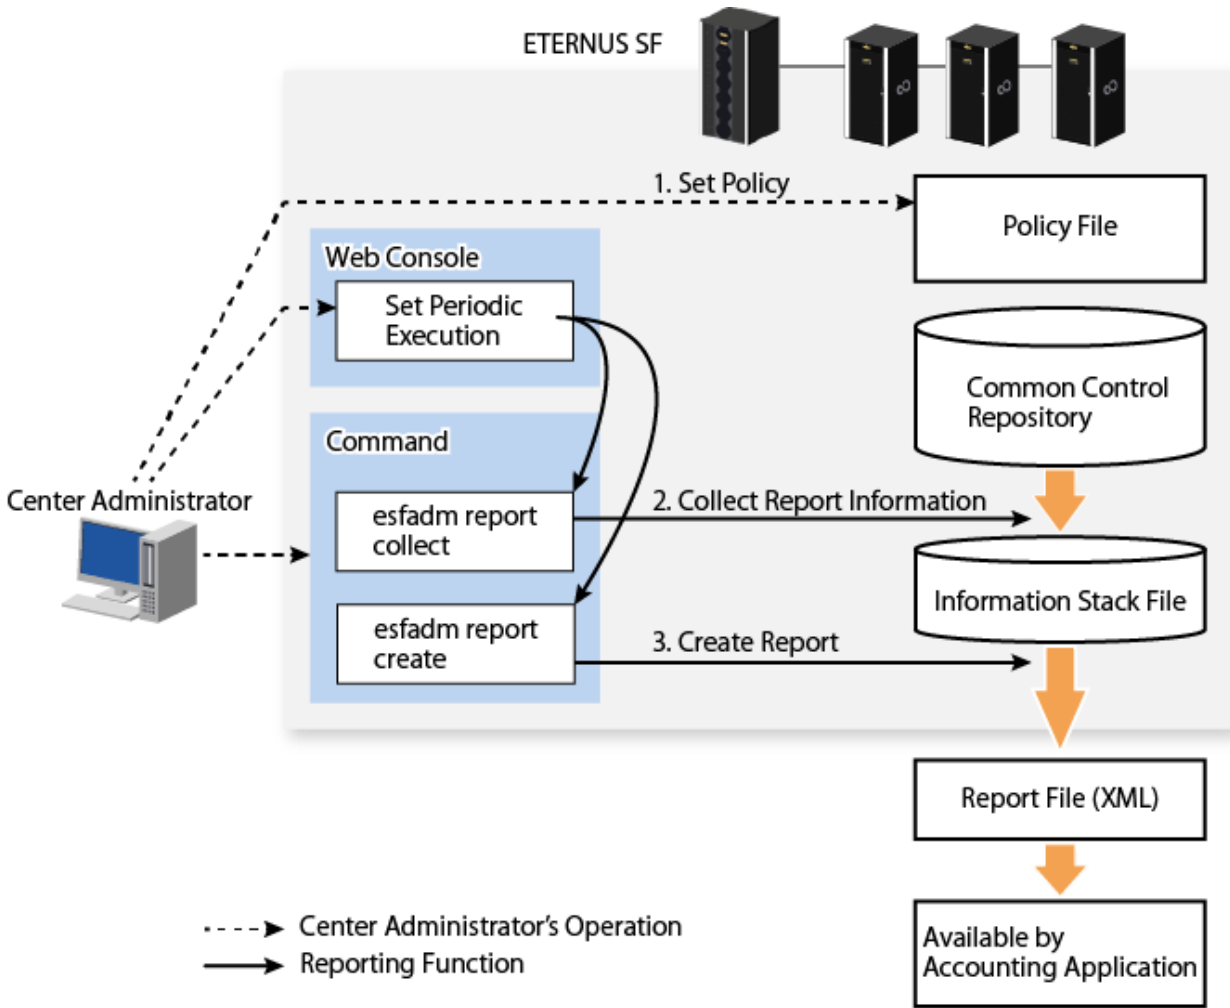 ETERNUS SF
1. Set Policy
Policy File
Web Console
Set Periodic
Execution
Common Control
Repository
Command
Center Administrator
esfadm report
collect
2. Collect Report Information
Information Stack File
esfadm report
create
3. Create Report
Report File (XML)
Center Administrator's Operation
Reporting Function
Available by
Accounting Application